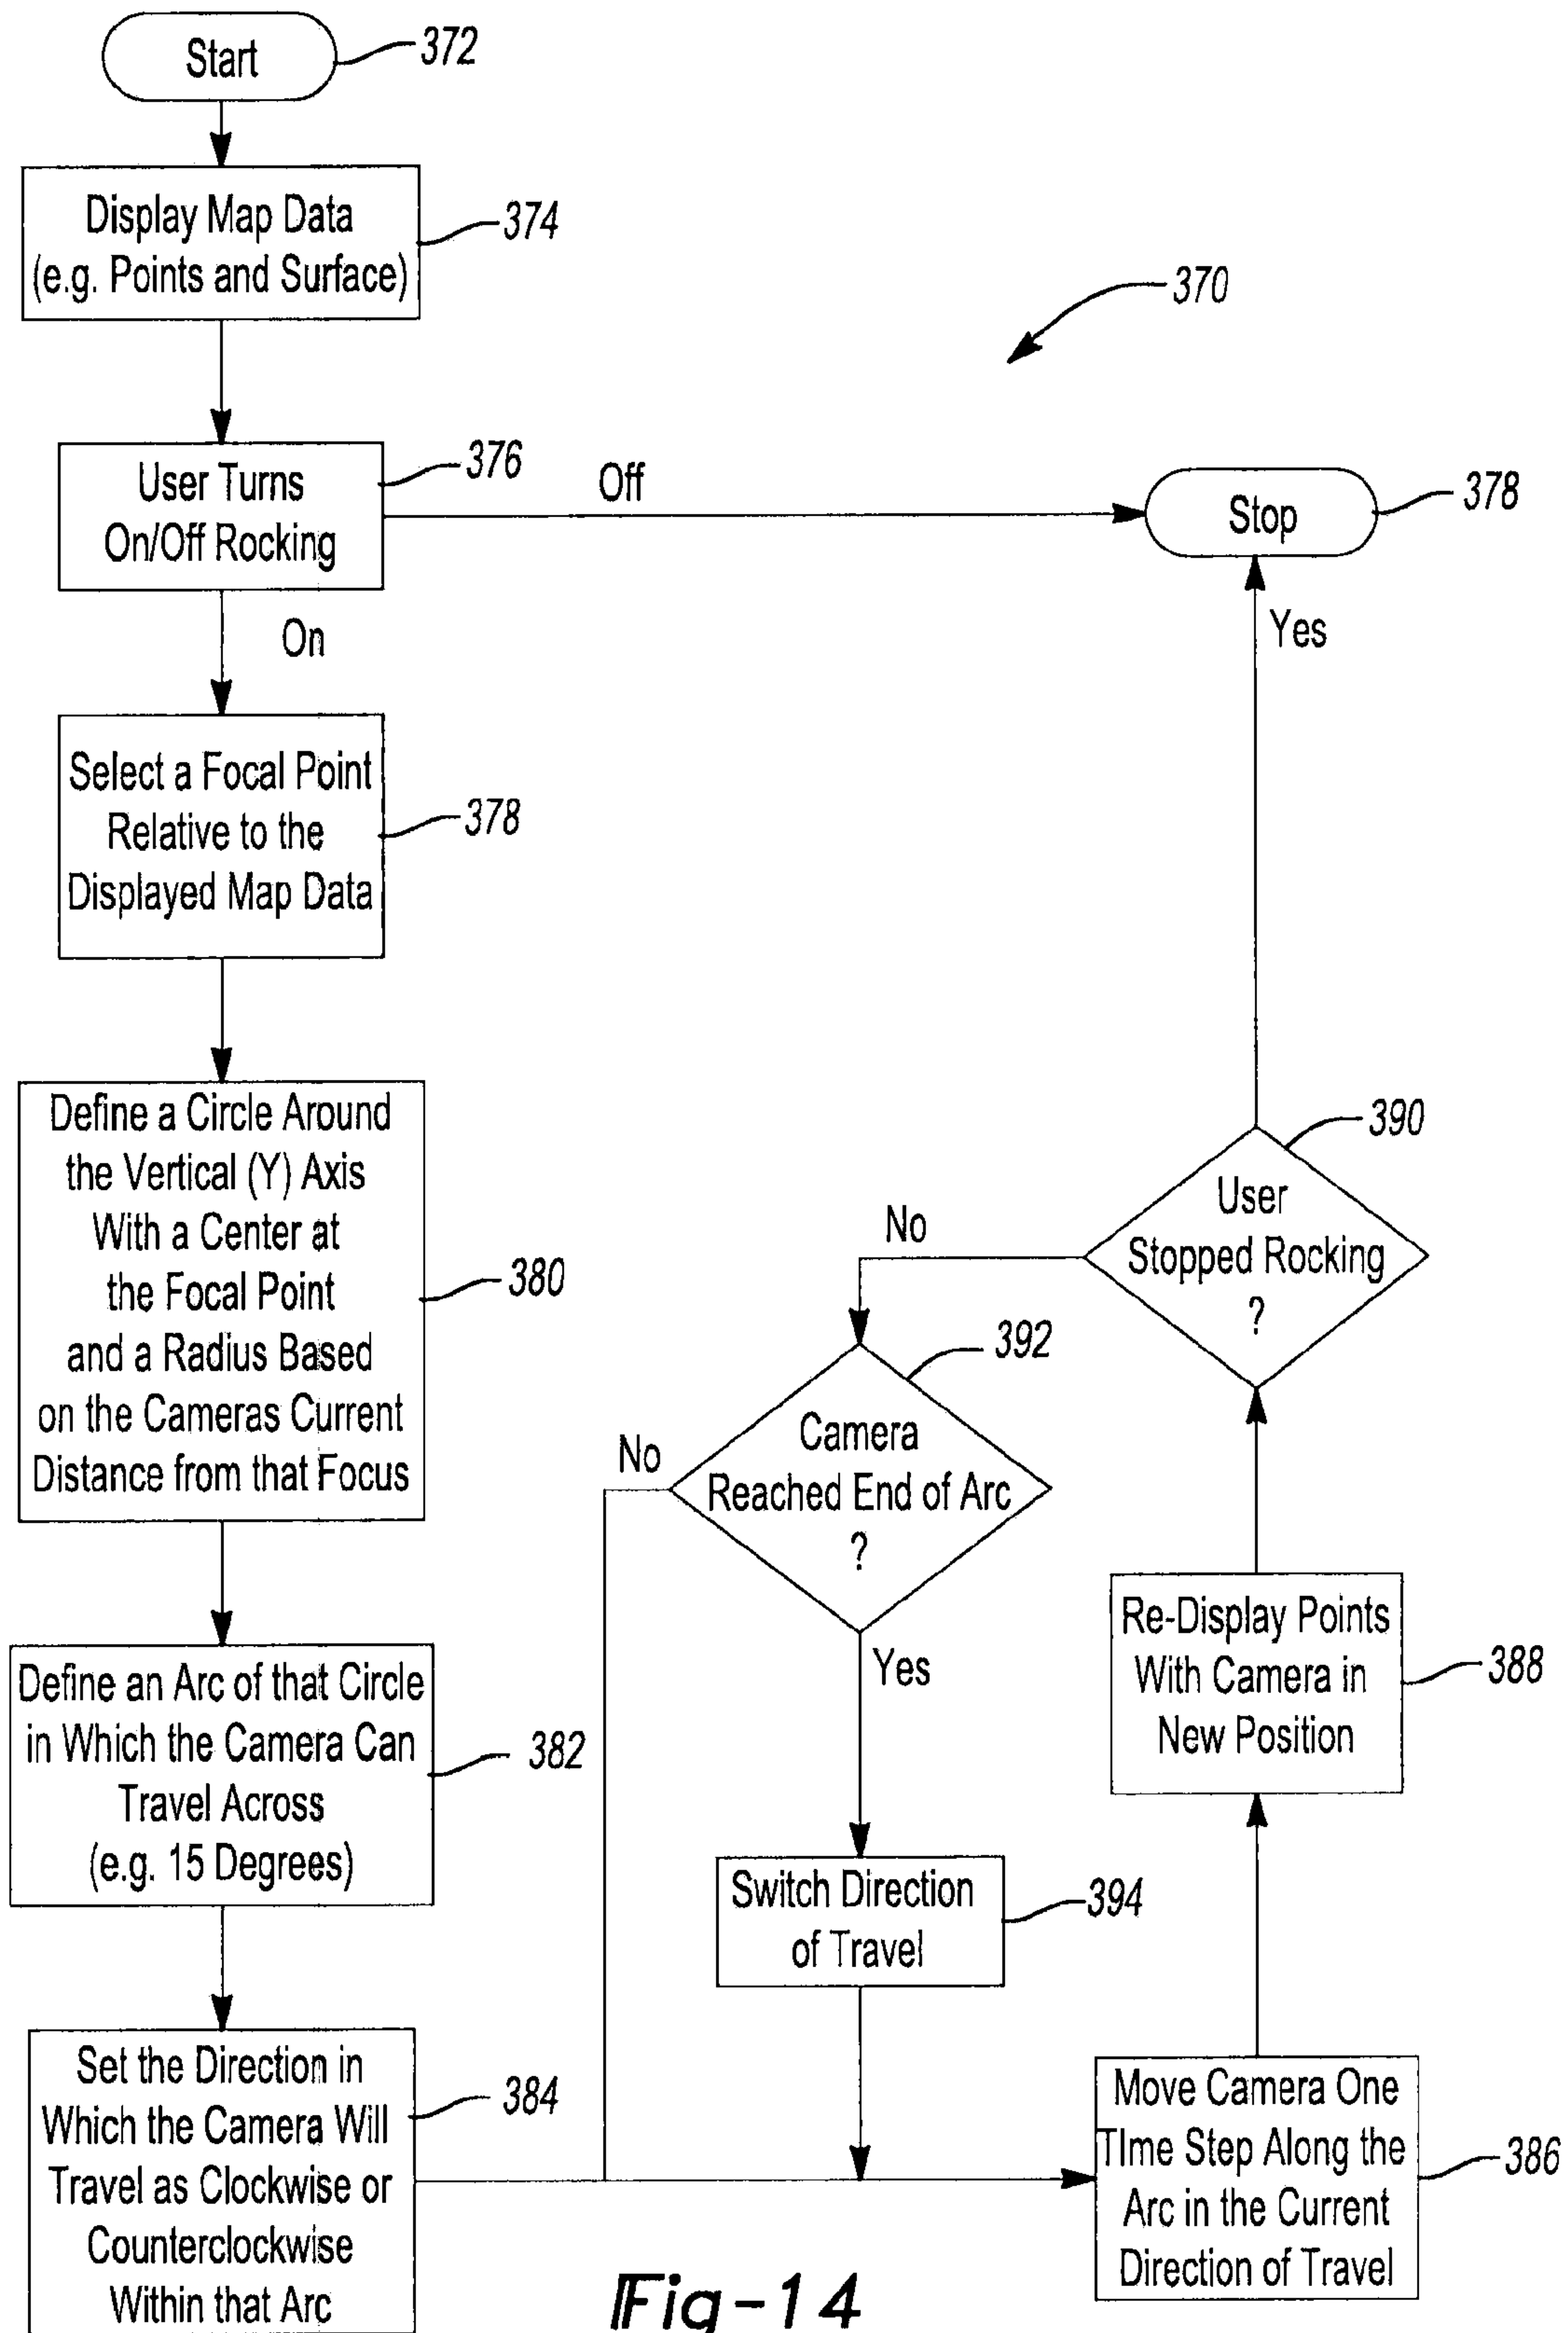 Start
372
Display Map Data
(e.g. Points and Surface)
374
370
User Turns
On/Off Rocking
376
Off
Stop
378
On
Yes
Select a Focal Point
Relative to the
Displayed Map Data
378
Define a Circle Around
the Vertical (Y) Axis
With a Center at
the Focal Point
and a Radius Based
on the Cameras Current
Distance from that Focus
380
390
User
Stopped Rocking
?
No
392
Camera
Reached End of Arc
?
No
Yes
Re-Display Points
With Camera in
New Position
388
Define an Arc of that Circle
in Which the Camera Can
Travel Across
(e.g. 15 Degrees)
382
Switch Direction
of Travel
394
Set the Direction in
Which the Camera Will
Travel as Clockwise or
Counterclockwise
Within that Arc
384
Move Camera One
TIme Step Along the
Arc in the Current
Direction of Travel
386
Fig-14